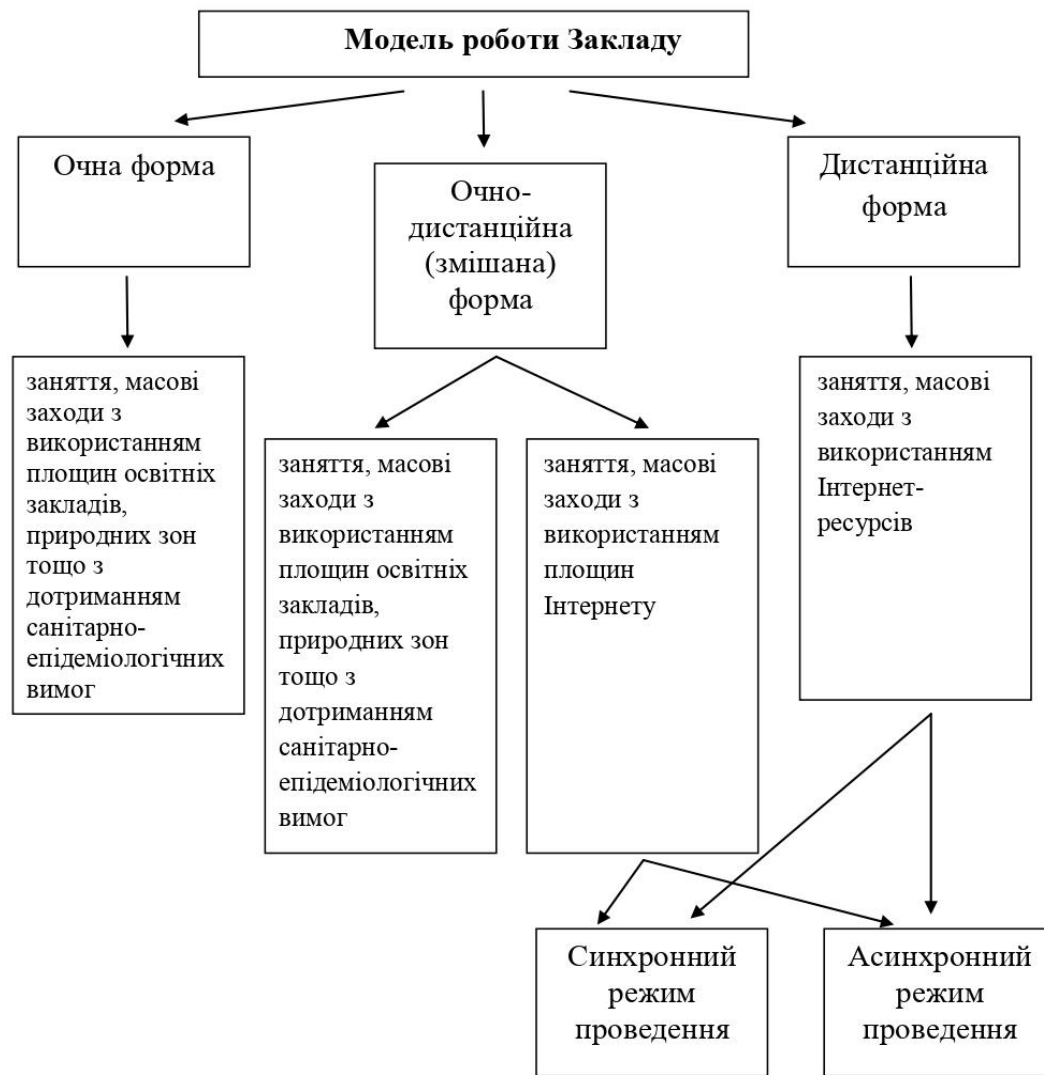 Модель роботи Закладу
Очна форма
Очно-
дистанційна
(змішана)
форма
Дистанційна
форма
заняття, масові
заходи з
використанням
площин освітніх
закладів,
природних зон
тощо з
дотриманням
санітарно-
епідеміологічних
вимог
заняття, масові
заходи з
використанням
площин освітніх
закладів,
природних зон
тощо з
дотриманням
санітарно-
епідеміологічних
вимог
заняття, масові
заходи з
використанням
площин
Інтернету
заняття, масові
заходи з
використанням
Інтернет-
ресурсів
Синхронний
режим
проведення
Асинхронний
режим
проведення